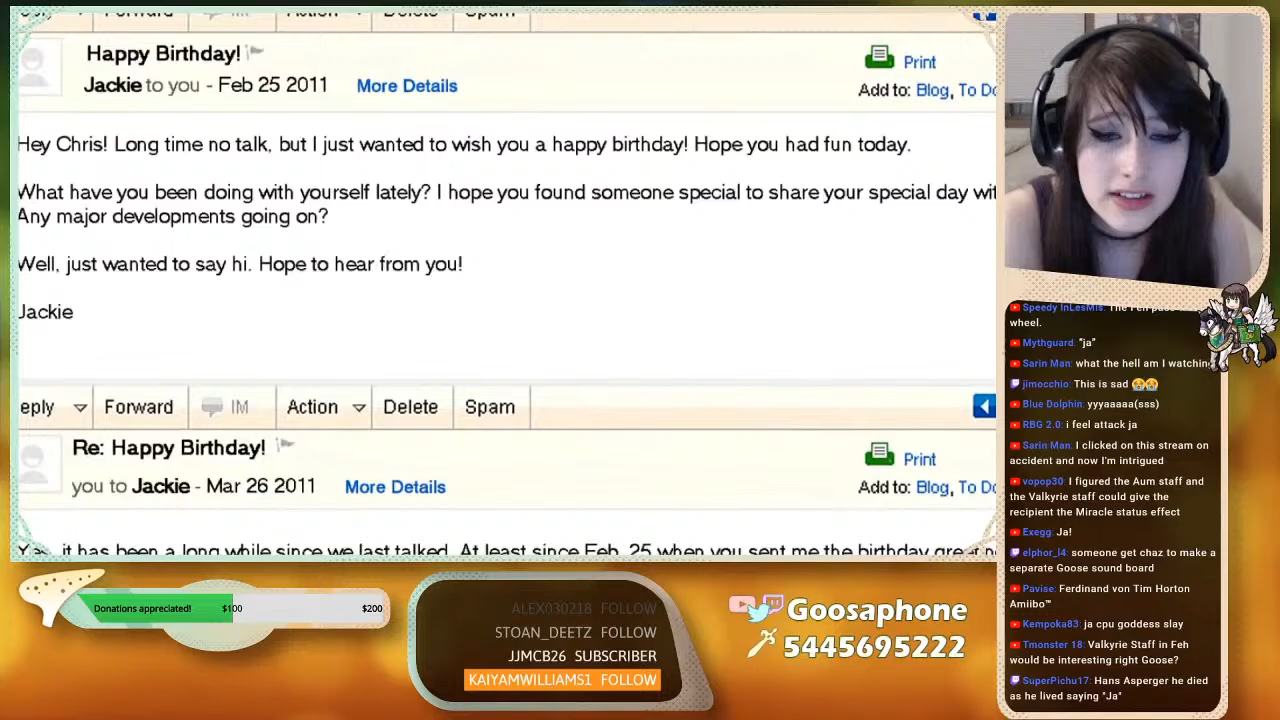 Forward
IM
Action
Delete
Spam
Happy Birthday!
Print
Jackie to you - Feb 25 2011 More Details
Add to: Blog, To Do
Hey Chris! Long time no talk, but I just wanted to wish you a happy birthday! Hope you had fun today.
What have you been doing with yourself lately? I hope you found someone special to share your special day wit
Any major developments going on?
Well, just wanted to say hi. Hope to hear from you!
Jackie
eply Forward IM Action Delete Spam
Re: Happy Birthday!
Print
you to Jackie - Mar 26 2011 More Details
Add to: Blog, To Do
it has been a long while since we last talked. At least since Feb. 25 when you sent me the birthday
Speedy InLesMis: The Feh
wheel.
Mythguard: "ja"
Sarin Man: what the hell am I watching
jimocchio: This is sad 😭😭
Blue Dolphin: yyyaaaaa(sss)
RBG 2.0: i feel attack ja
Sarin Man: I clicked on this stream on
accident and now I'm intrigued
vopop30: I figured the Aum staff and
the Valkyrie staff could give the
recipient the Miracle status effect
Exegg: Ja!
elphor_l4: someone get chaz to make a
separate Goose sound board
Pavise: Ferdinand von Tim Horton
Amiibo™
Kempoka83: ja cpu goddess slay
Tmonster 18: Valkyrie Staff in Feh
would be interesting right Goose?
SuperPichu17: Hans Asperger he died
as he lived saying "Ja"
Donations appreciated! $100 $200
ALEX030218 FOLLOW
STOAN_DEETZ FOLLOW
JJMCB26 SUBSCRIBER
KAIYAMWILLIAMS1 FOLLOW
Goosaphone
5445695222